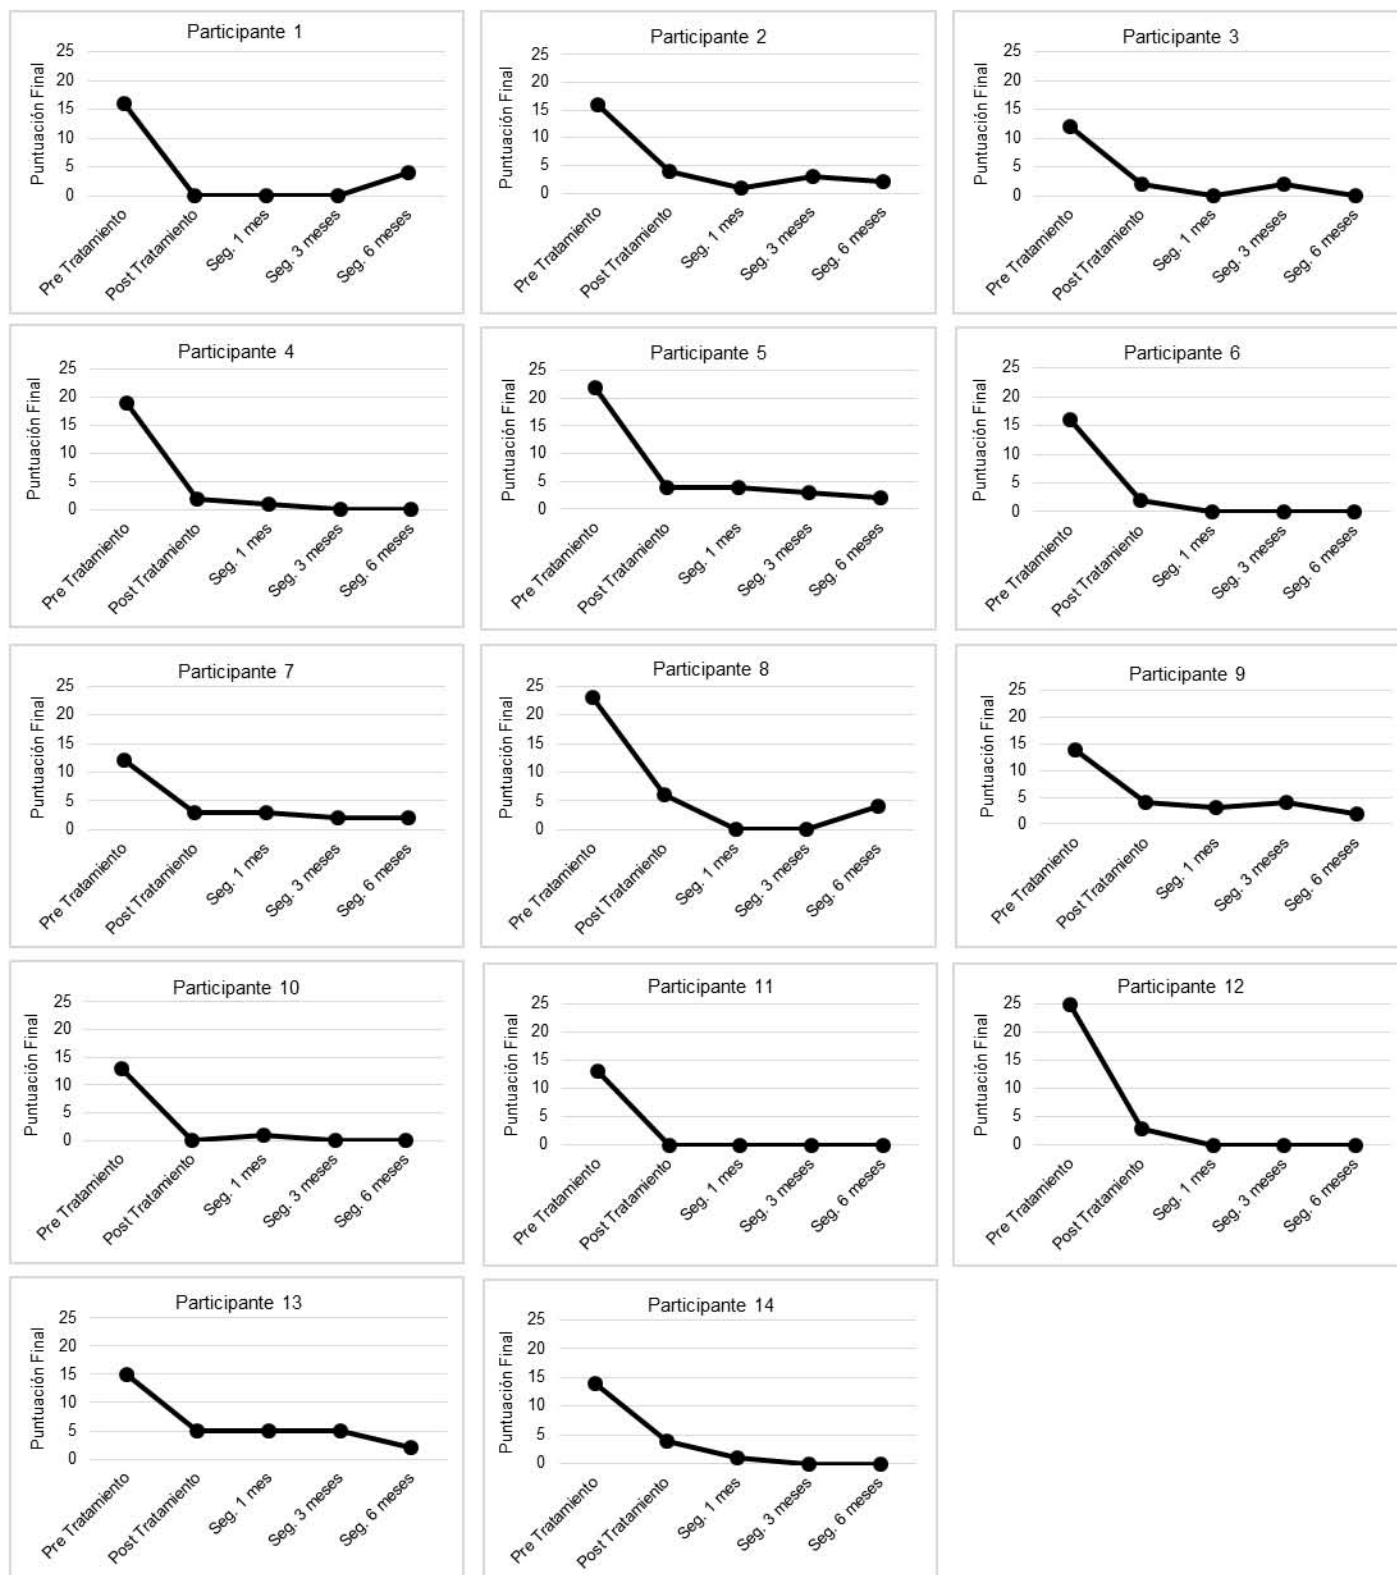 Participante 1
Puntuación Final
25
20
15
10
5
0
Pre Tratamiento
Post Tratamiento
Seg. 1 mes
Seg. 3 meses
Seg. 6 meses
Participante 2
Puntuación Final
25
20
15
10
5
0
Pre Tratamiento
Post Tratamiento
Seg. 1 mes
Seg. 3 meses
Seg. 6 meses
Participante 3
Puntuación Final
25
20
15
10
5
0
Pre Tratamiento
Post Tratamiento
Seg. 1 mes
Seg. 3 meses
Seg. 6 meses
Participante 4
Puntuación Final
25
20
15
10
5
0
Pre Tratamiento
Post Tratamiento
Seg. 1 mes
Seg. 3 meses
Seg. 6 meses
Participante 5
Puntuación Final
25
20
15
10
5
0
Pre Tratamiento
Post Tratamiento
Seg. 1 mes
Seg. 3 meses
Seg. 6 meses
Participante 6
Puntuación Final
25
20
15
10
5
0
Pre Tratamiento
Post Tratamiento
Seg. 1 mes
Seg. 3 meses
Seg. 6 meses
Participante 7
Puntuación Final
25
20
15
10
5
0
Pre Tratamiento
Post Tratamiento
Seg. 1 mes
Seg. 3 meses
Seg. 6 meses
Participante 8
Puntuación Final
25
20
15
10
5
0
Pre Tratamiento
Post Tratamiento
Seg. 1 mes
Seg. 3 meses
Seg. 6 meses
Participante 9
Puntuación Final
25
20
15
10
5
0
Pre Tratamiento
Post Tratamiento
Seg. 1 mes
Seg. 3 meses
Seg. 6 meses
Participante 10
Puntuación Final
25
20
15
10
5
0
Pre Tratamiento
Post Tratamiento
Seg. 1 mes
Seg. 3 meses
Seg. 6 meses
Participante 11
Puntuación Final
25
20
15
10
5
0
Pre Tratamiento
Post Tratamiento
Seg. 1 mes
Seg. 3 meses
Seg. 6 meses
Participante 12
Puntuación Final
25
20
15
10
5
0
Pre Tratamiento
Post Tratamiento
Seg. 1 mes
Seg. 3 meses
Seg. 6 meses
Participante 13
Puntuación Final
25
20
15
10
5
0
Pre Tratamiento
Post Tratamiento
Seg. 1 mes
Seg. 3 meses
Seg. 6 meses
Participante 14
Puntuación Final
25
20
15
10
5
0
Pre Tratamiento
Post Tratamiento
Seg. 1 mes
Seg. 3 meses
Seg. 6 meses